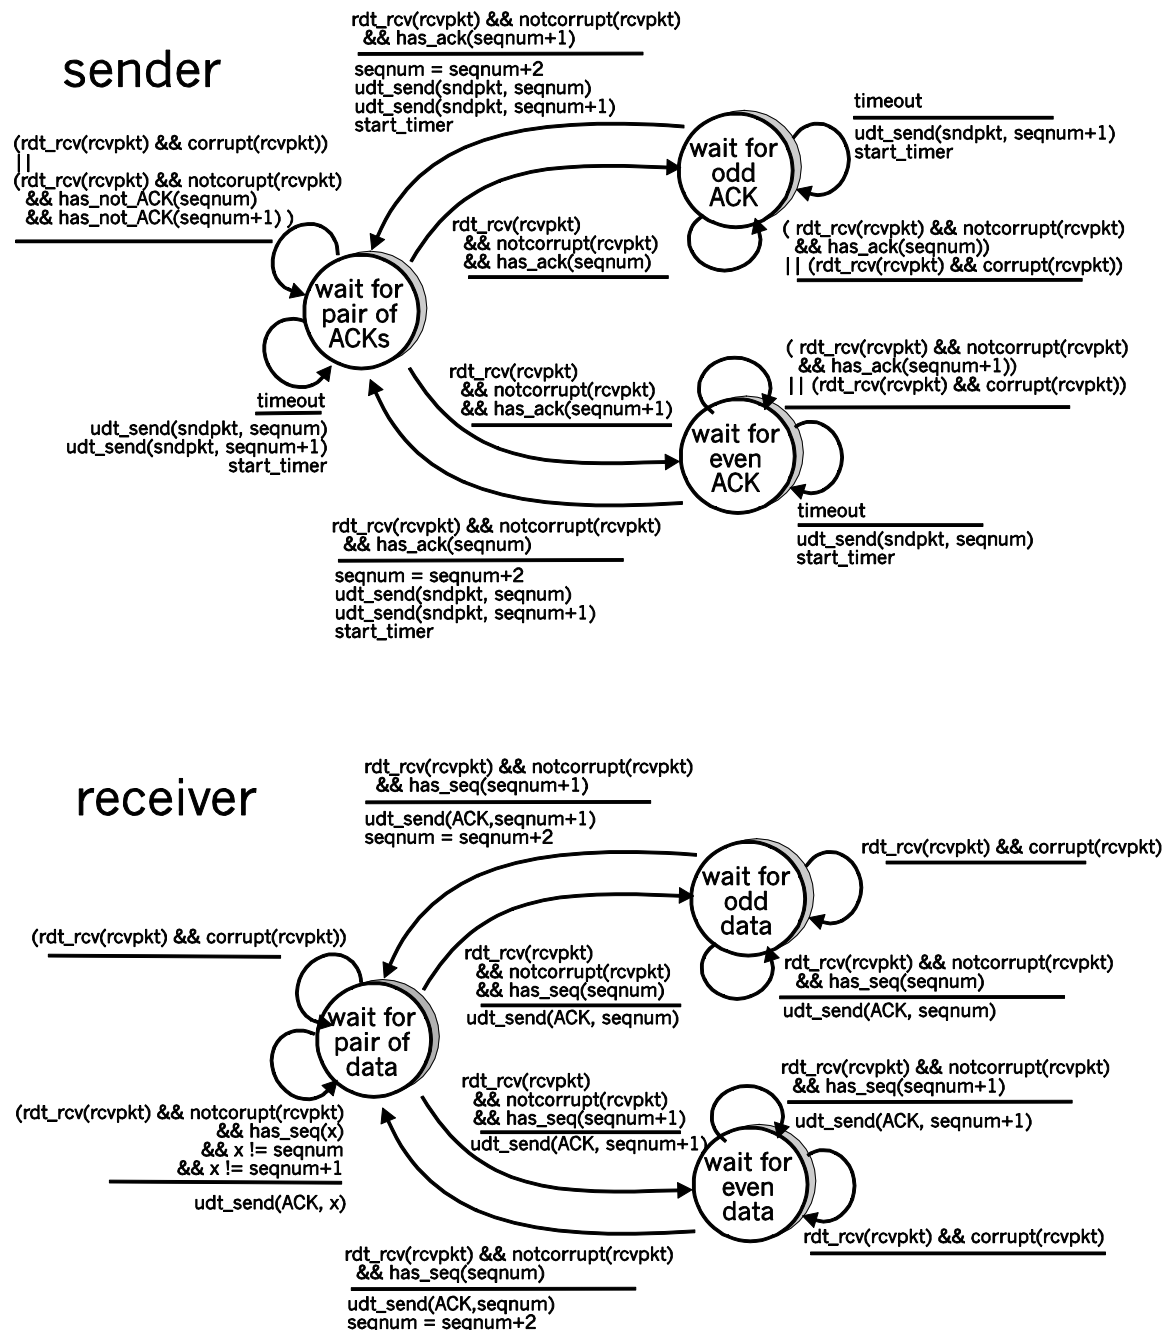 sender
rdt_rcv(rcvpkt) && notcorrupt(rcvpkt)
&& has_ack(seqnum+1)
seqnum = seqnum+2
udt_send(sndpkt, seqnum)
udt_send(sndpkt, seqnum+1)
start_timer
(rdt_rcv(rcvpkt) && corrupt(rcvpkt))
||
(rdt_rcv(rcvpkt) && notcorupt(rcvpkt)
&& has_not_ACK(seqnum)
&& has_not_ACK(seqnum+1) )
wait for
odd
ACK
timeout
udt_send(sndpkt, seqnum+1)
start_timer
rdt_rcv(rcvpkt)
&& notcorrupt(rcvpkt)
&& has_ack(seqnum)
( rdt_rcv(rcvpkt) && notcorrupt(rcvpkt)
&& has_ack(seqnum))
|| (rdt_rcv(rcvpkt) && corrupt(rcvpkt))
wait for
pair of
ACKs
timeout
udt_send(sndpkt, seqnum)
udt_send(sndpkt, seqnum+1)
start_timer
rdt_rcv(rcvpkt)
&& notcorrupt(rcvpkt)
&& has_ack(seqnum+1)
( rdt_rcv(rcvpkt) && notcorrupt(rcvpkt)
&& has_ack(seqnum+1))
|| (rdt_rcv(rcvpkt) && corrupt(rcvpkt))
wait for
even
ACK
timeout
udt_send(sndpkt, seqnum)
start_timer
rdt_rcv(rcvpkt) && notcorrupt(rcvpkt)
&& has_ack(seqnum)
seqnum = seqnum+2
udt_send(sndpkt, seqnum)
udt_send(sndpkt, seqnum+1)
start_timer
receiver
rdt_rcv(rcvpkt) && notcorrupt(rcvpkt)
&& has_seq(seqnum+1)
udt_send(ACK,seqnum+1)
seqnum = seqnum+2
wait for
odd
data
rdt_rcv(rcvpkt) && corrupt(rcvpkt)
(rdt_rcv(rcvpkt) && corrupt(rcvpkt))
rdt_rcv(rcvpkt)
&& notcorrupt(rcvpkt)
&& has_seq(seqnum)
udt_send(ACK, seqnum)
rdt_rcv(rcvpkt) && notcorrupt(rcvpkt)
&& has_seq(seqnum)
udt_send(ACK, seqnum)
wait for
pair of
data
(rdt_rcv(rcvpkt) && notcorupt(rcvpkt)
&& has_seq(x)
&& x != seqnum
&& x != seqnum+1
udt_send(ACK, x)
rdt_rcv(rcvpkt)
&& notcorrupt(rcvpkt)
&& has_seq(seqnum+1)
udt_send(ACK, seqnum+1)
rdt_rcv(rcvpkt) && notcorrupt(rcvpkt)
&& has_seq(seqnum+1)
udt_send(ACK, seqnum+1)
wait for
even
data
rdt_rcv(rcvpkt) && corrupt(rcvpkt)
rdt_rcv(rcvpkt) && notcorrupt(rcvpkt)
&& has_seq(seqnum)
udt_send(ACK,seqnum)
seqnum = seqnum+2